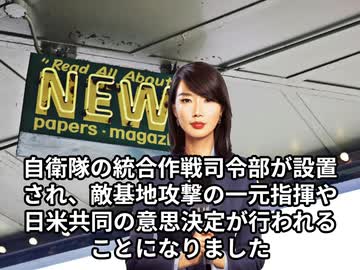 "Read All About
NEW
papers · magaz
自衛隊の統合作戦司令部が設置
され、敵基地攻撃の一元指揮や
日米共同の意思決定が行われる
ことになりました